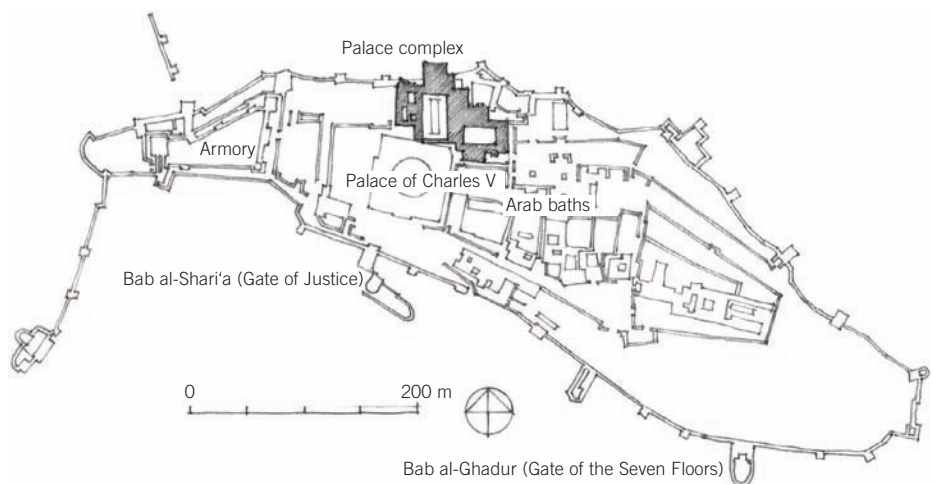 Palace complex
Armory
Palace of Charles V
Arab baths
Bab al-Shari‘a (Gate of Justice)
0 200 m
Bab al-Ghadur (Gate of the Seven Floors)